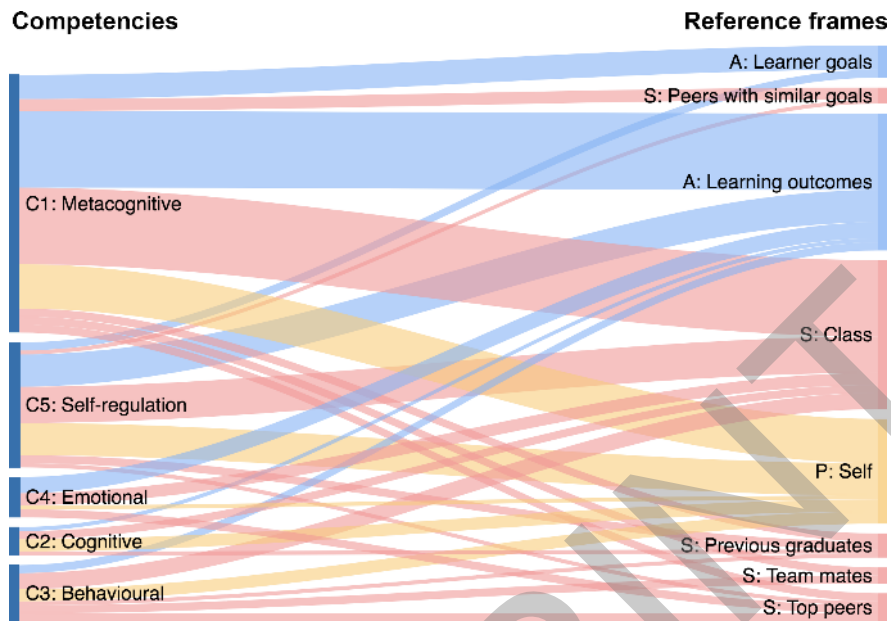 Competencies
Reference frames
A: Learner goals
S: Peers with similar goals
A: Learning outcomes
C1: Metacognitive
S: Class
C5: Self-regulation
P: Self
C4: Emotional
C2: Cognitive
S: Previous graduates
S: Team mates
C3: Behavioural
S: Top peers